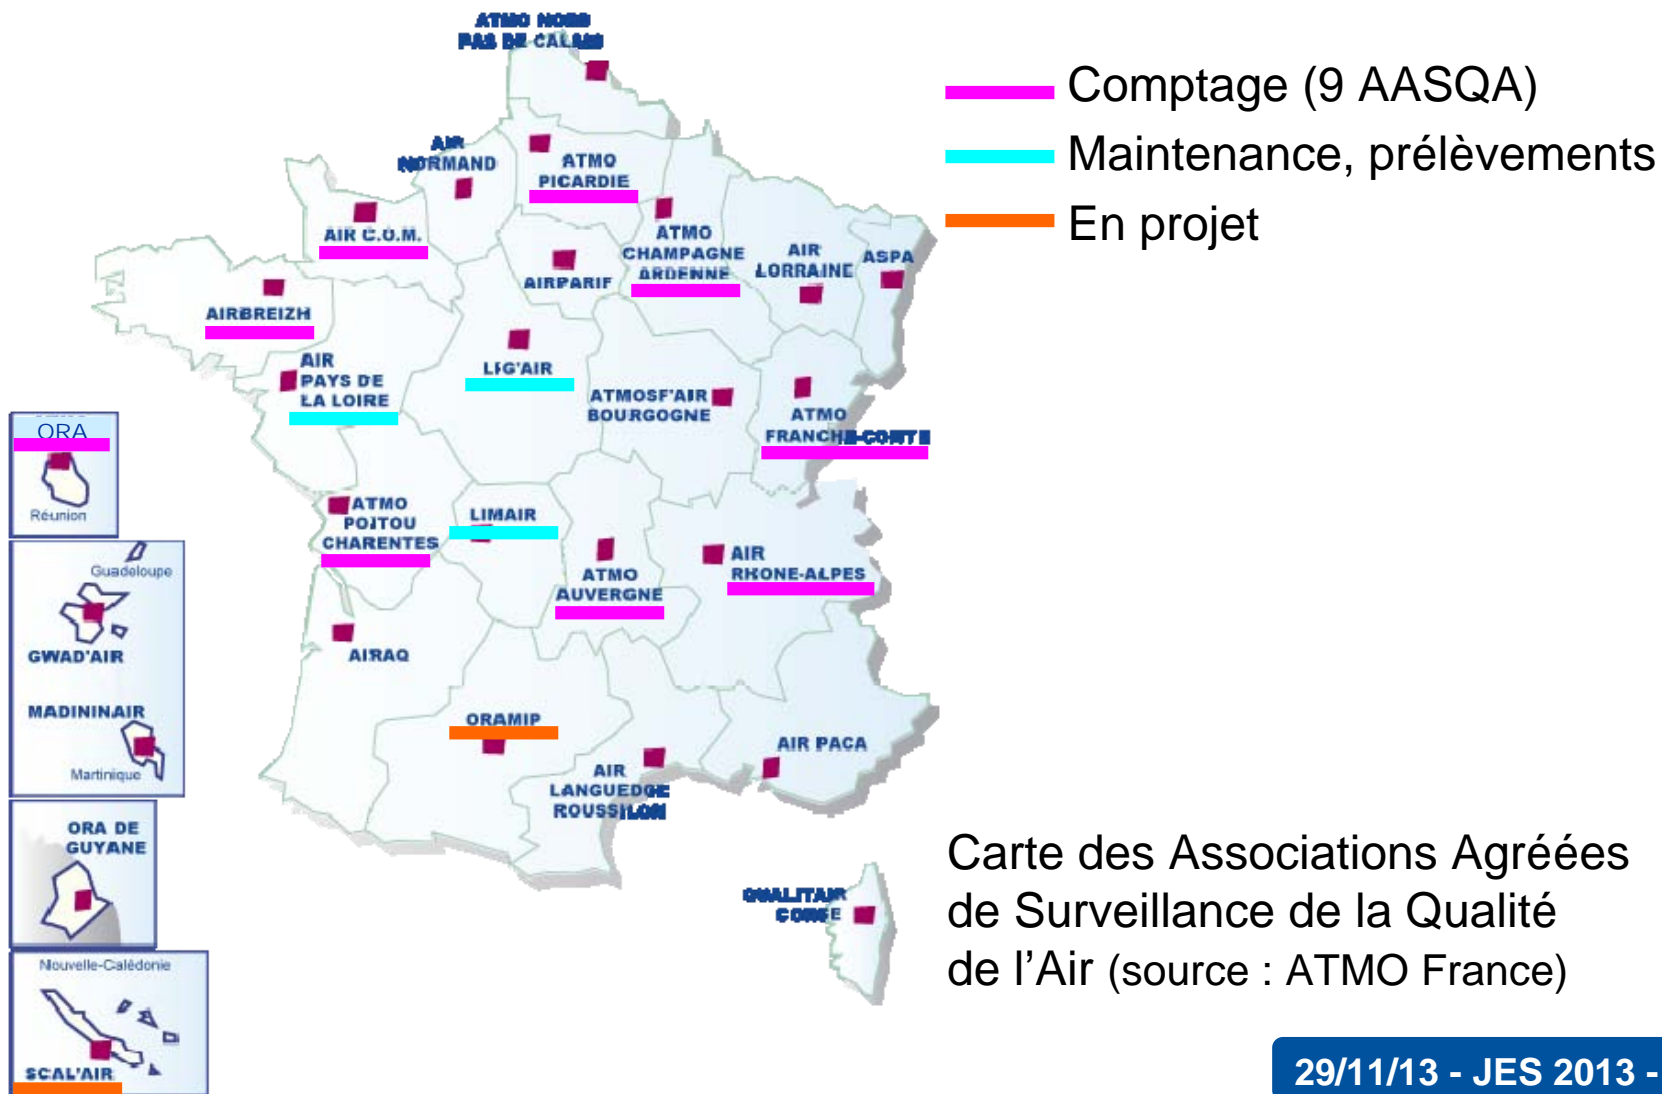 ATMO NORD
PAS DE CALAIS
AIR
NORMAND
ATMO
PICARDIE
AIR C.O.M.
ATMO
CHAMPAGNE
ARDENNE
AIR
LORRAINE
ASPA
AIRPARIF
AIRBREIZH
AIR
PAYS DE
LA LOIRE
LIG'AIR
ATMOSF'AIR
BOURGOGNE
ATMO
FRANCHE-COMTE
ATMO
POITOU
CHARENTES
LIMAIR
ATMO
AUVERGNE
AIR
RHONE-ALPES
AIRAQ
ORAMIP
AIR
LANGUEDOC
ROUSSILLON
AIR PACA
QUALITAIR
CORSE
ORA
Réunion
Guadeloupe
GWAD'AIR
MADININAIR
Martinique
ORA DE
GUYANE
Nouvelle-Calédonie
SCAL'AIR
Comptage (9 AASQA)
Maintenance, prélèvements
En projet
Carte des Associations Agréées
de Surveillance de la Qualité
de l'Air (source : ATMO France)
29/11/13 - JES 2013 -